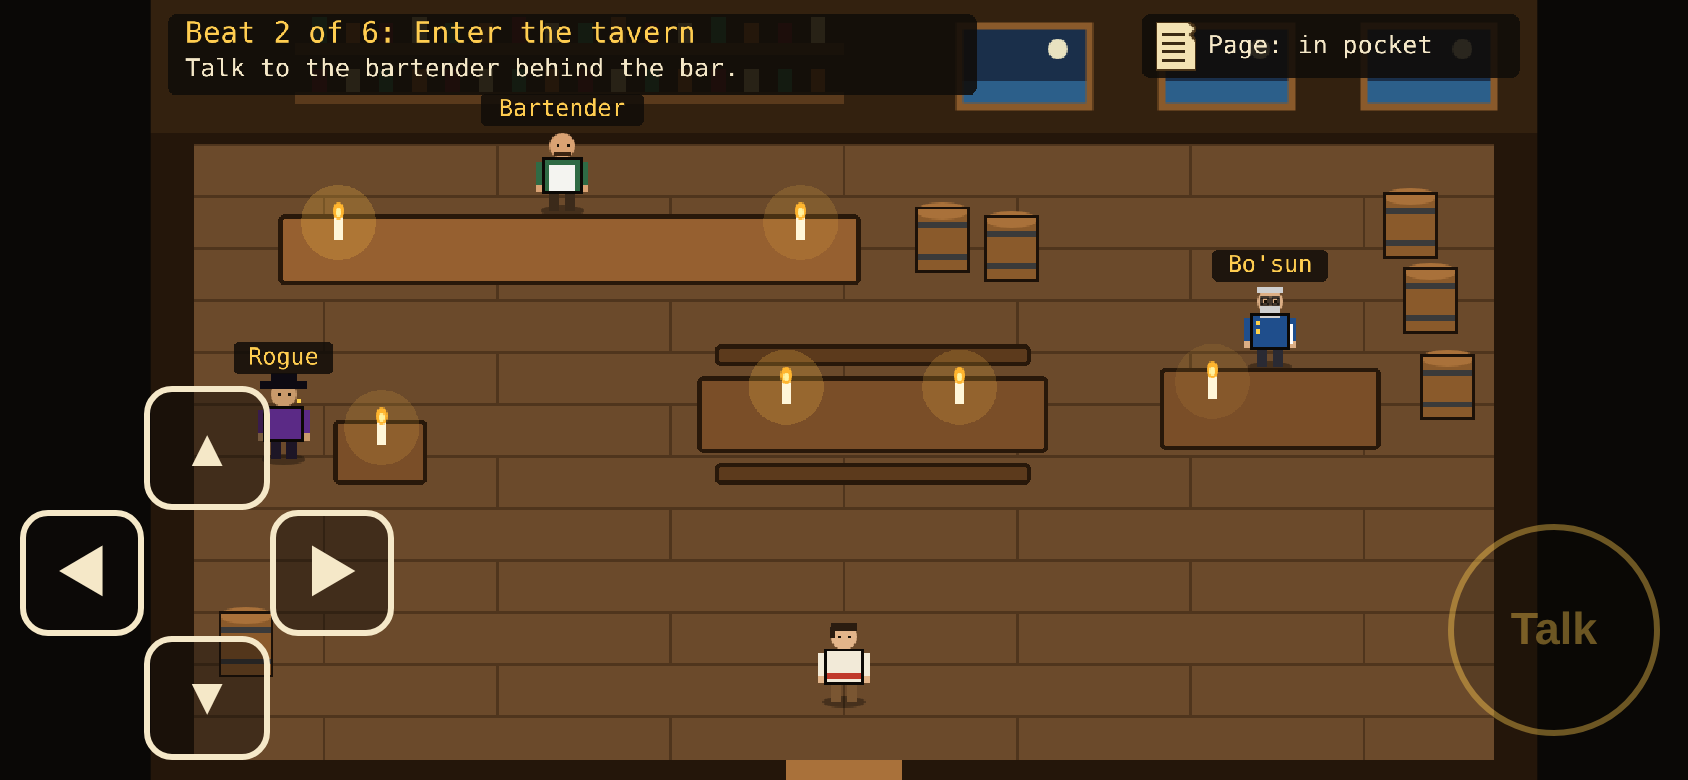 Beat 2 of 6: Enter the tavern
Talk to the bartender behind the bar.
Page: in pocket
Bartender
Bo'sun
Rogue
Talk